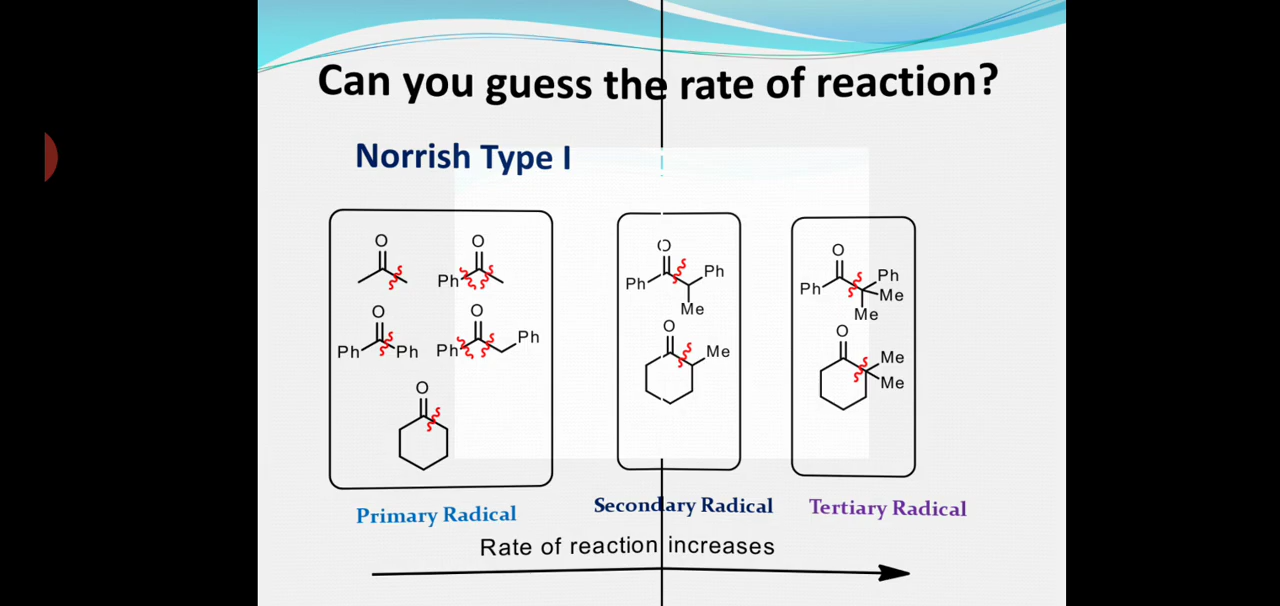 Can you guess the rate of reaction?
Norrish Type I
O
O
Ph
O
O
Ph
Ph
Ph
Ph
O
Primary Radical
O
Ph
Ph
Me
O
Me
Secondary Radical
O
Ph
Ph
Me
Me
O
Me
Me
Tertiary Radical
Rate of reaction increases